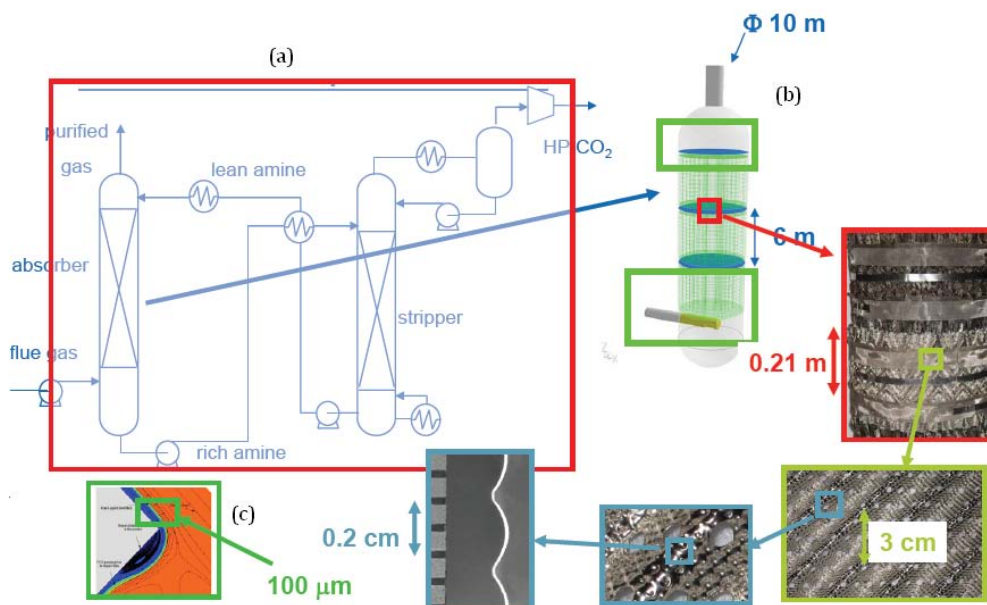 (a)
Φ 10 m
(b)
purified
gas
lean amine
HP CO₂
absorber
stripper
6 m
flue gas
0.21 m
rich amine
(c)
0.2 cm
3 cm
100 μm